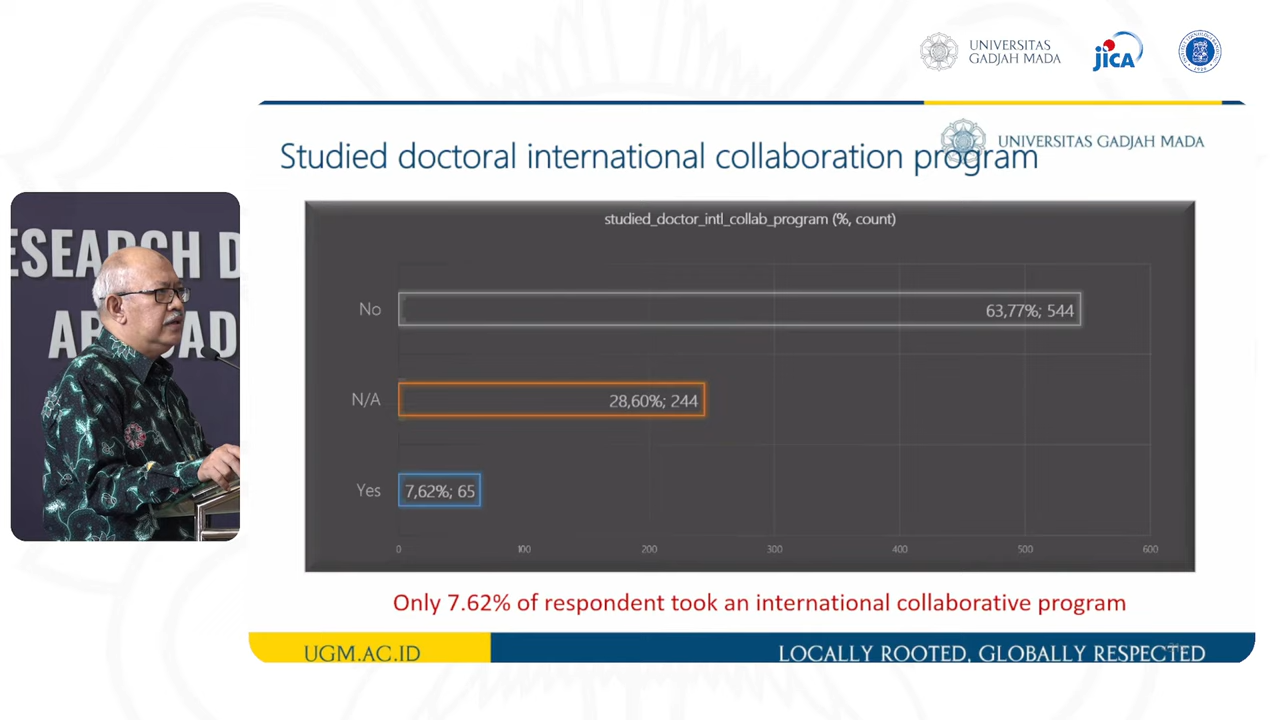 UNIVERSITAS
GADJAH MADA
JICA
UNIVERSITAS GADJAH MADA
Studied doctoral international collaboration program
studied_doctor_intl_collab_program (%, count)
No
63,77%; 544
N/A
28,60%; 244
Yes
7,62%; 65
0 100 200 300 400 500 600
ESEARCH D
AB OAD
Only 7.62% of respondent took an international collaborative program
UGM.AC.ID
LOCALLY ROOTED, GLOBALLY RESPECTED